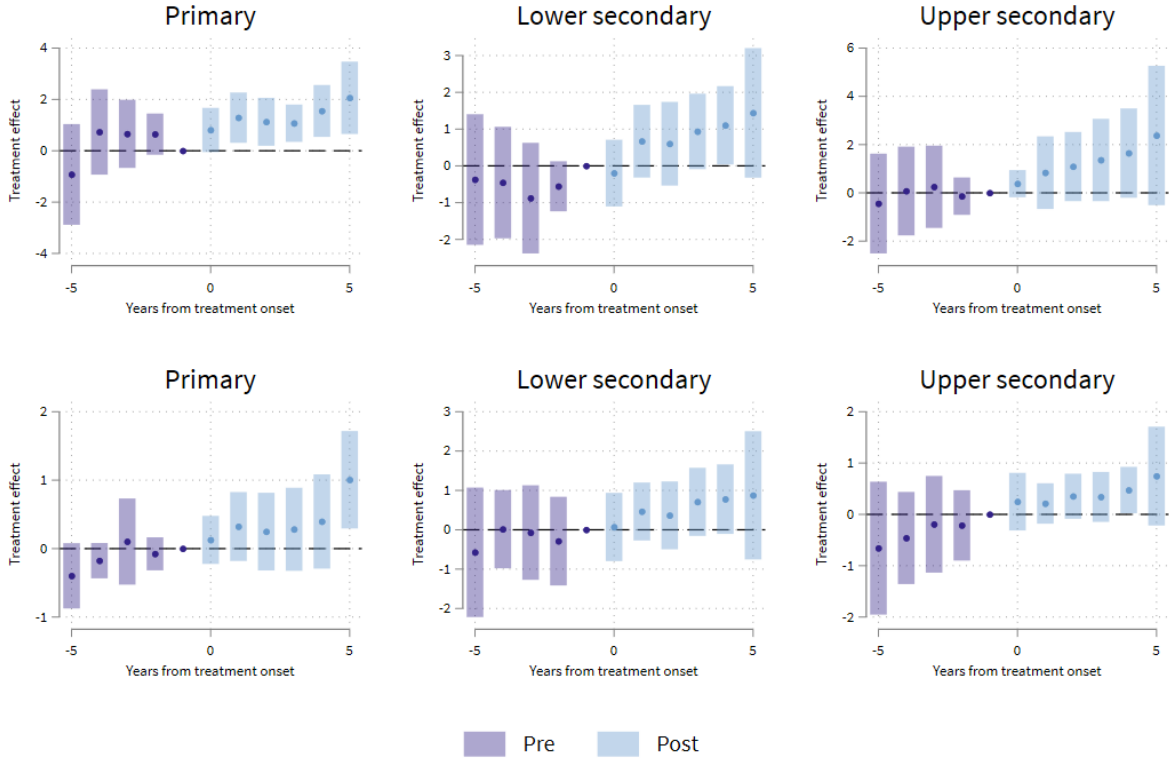 Primary
Lower secondary
Upper secondary
Treatment effect
4
2
0
-2
-4
-5
0
5
Years from treatment onset
Treatment effect
3
2
1
0
-1
-2
-5
0
5
Years from treatment onset
Treatment effect
6
4
2
0
-2
-5
0
5
Years from treatment onset
Primary
Lower secondary
Upper secondary
Treatment effect
2
1
0
-1
-5
0
5
Years from treatment onset
Treatment effect
3
2
1
0
-1
-2
-5
0
5
Years from treatment onset
Treatment effect
2
1
0
-1
-2
-5
0
5
Years from treatment onset
Pre
Post